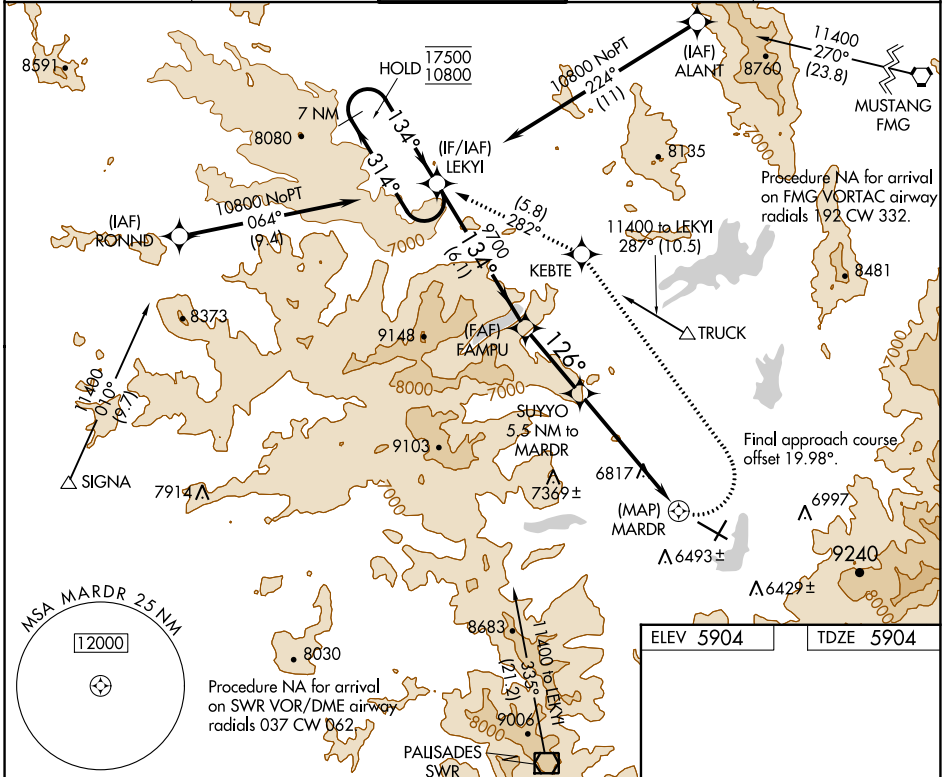 8591
HOLD
17500
10800
7 NM
134°
314°
8080
(IF/IAF)
LEKYI
10800 NoPT
224°
(11)
(IAF)
ALANT
8760
11400
270°
(23.8)
MUSTANG
FMG
7000
8135
Procedure NA for arrival
on FMG VORTAC airway
radials 192 CW 332.
(IAF)
RONND
10800 NoPT
064°
(9.4)
7000
9700
134°
(6.1)
(5.8)
282°
KEBTE
11400 to LEKYI
287° (10.5)
TRUCK
8481
8373
9148
(FAF)
FAMPU
126°
8000
7000
7000
11400
010°
(9.7)
SIGNA
SUYYO
5.5 NM to
MARDR
9103
7914
7369±
6817
Final approach course
offset 19.98°.
(MAP)
MARDR
6997
6493±
9240
6429±
8000
MSA MARDR 25 NM
12000
8030
8683
11400 to LEKYI
335°
(21.2)
Procedure NA for arrival
on SWR VOR/DME airway
radials 037 CW 062.
9006
8000
PALISADES
SWR
ELEV 5904
TDZE 5904